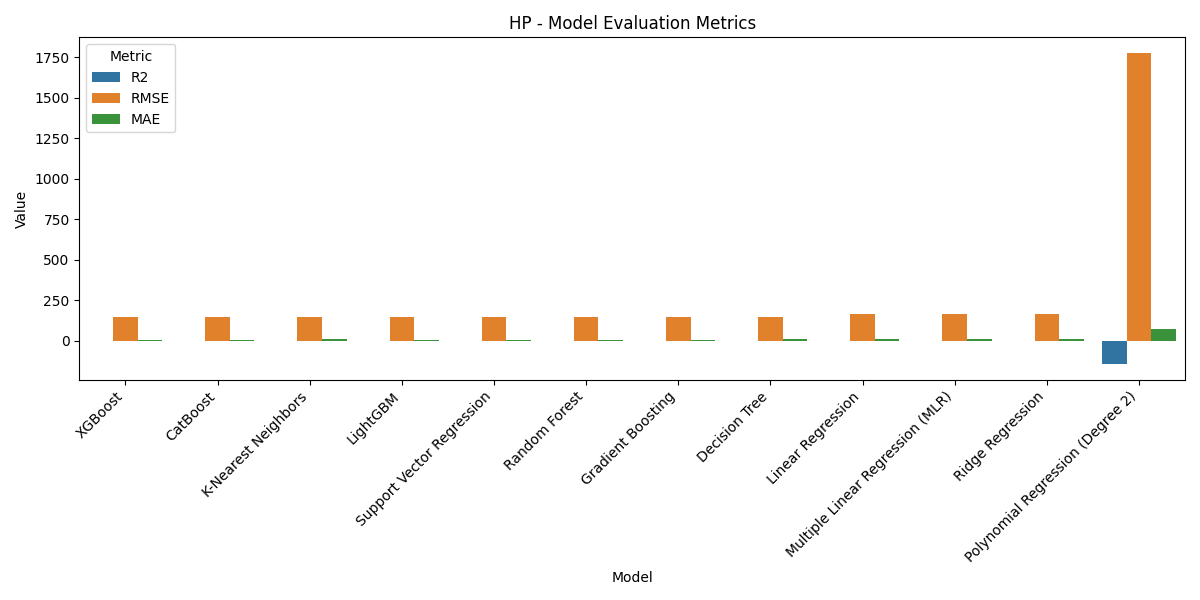 HP - Model Evaluation Metrics
Metric
R2
RMSE
MAE
1750
1500
1250
1000
750
500
250
0
Value
XGBoost
CatBoost
K-Nearest Neighbors
LightGBM
Support Vector Regression
Random Forest
Gradient Boosting
Decision Tree
Linear Regression
Multiple Linear Regression (MLR)
Ridge Regression
Polynomial Regression (Degree 2)
Model